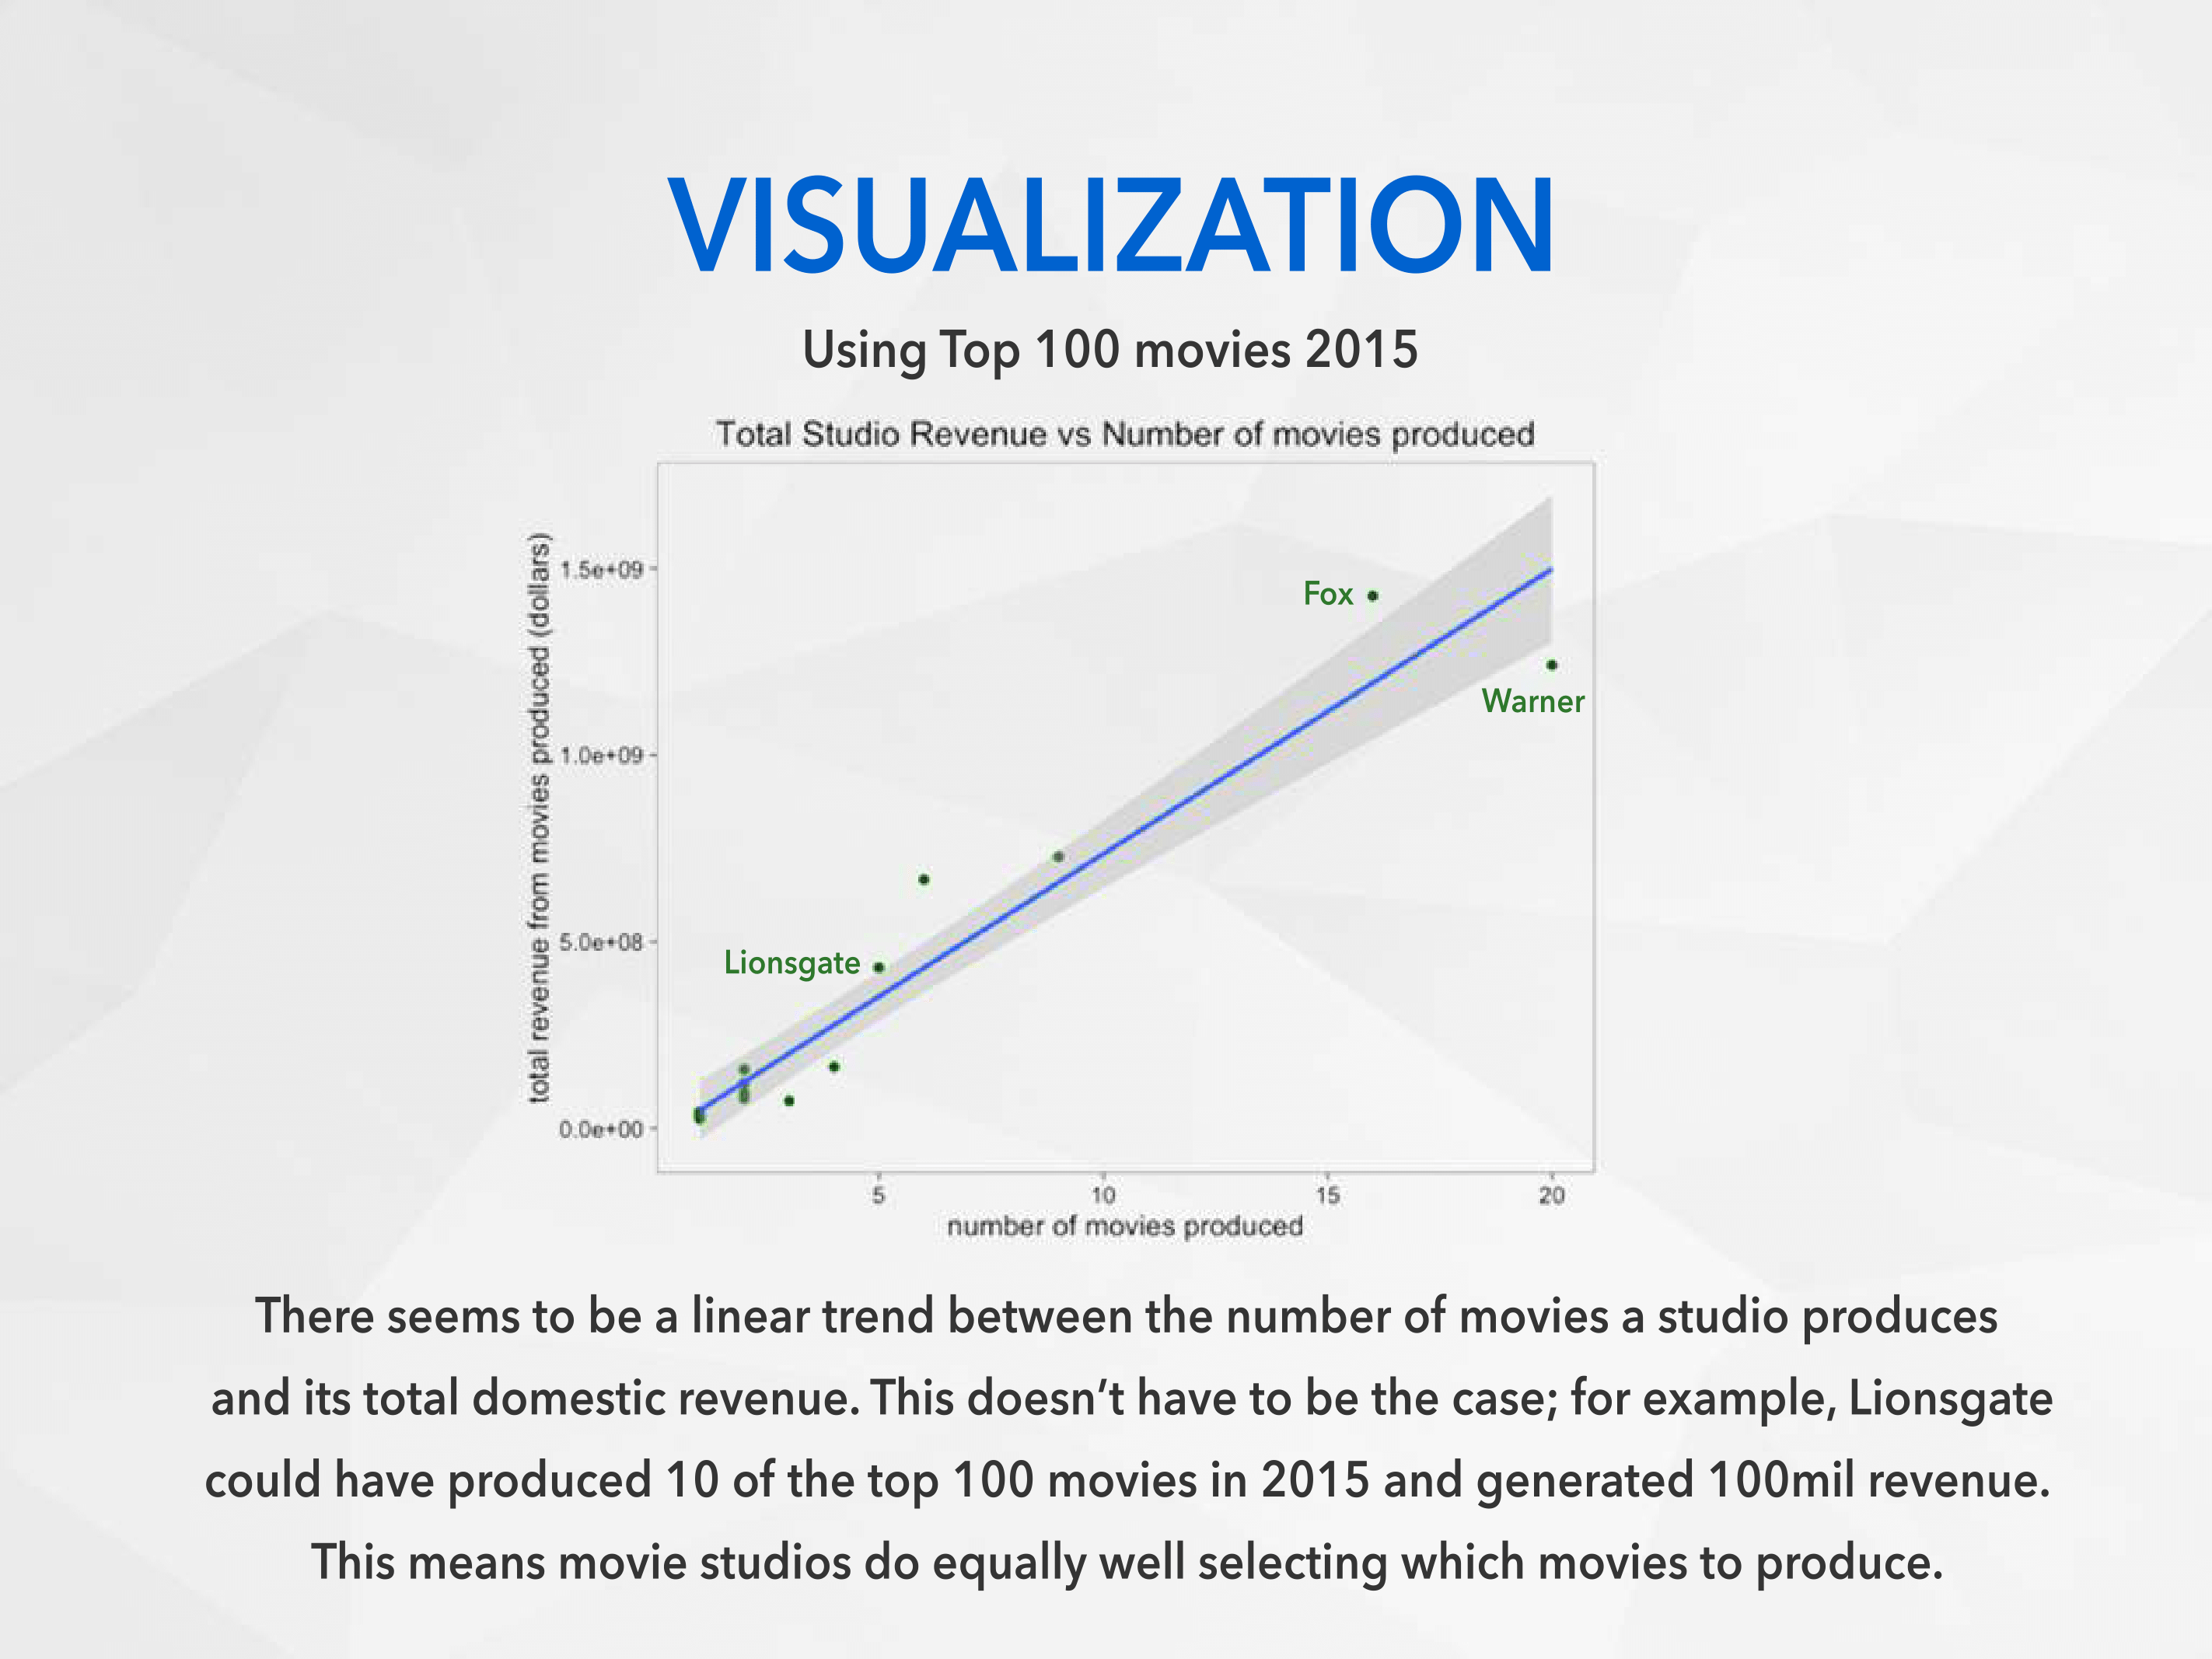 VISUALIZATION
Using Top 100 movies 2015
Total Studio Revenue vs Number of movies produced
total revenue from movies produced (dollars)
1.5e+09
1.0e+09
5.0e+08
0.0e+00
Fox
Warner
Lionsgate
5 10 15 20
number of movies produced
There seems to be a linear trend between the number of movies a studio produces
and its total domestic revenue. This doesn’t have to be the case; for example, Lionsgate
could have produced 10 of the top 100 movies in 2015 and generated 100mil revenue.
This means movie studios do equally well selecting which movies to produce.